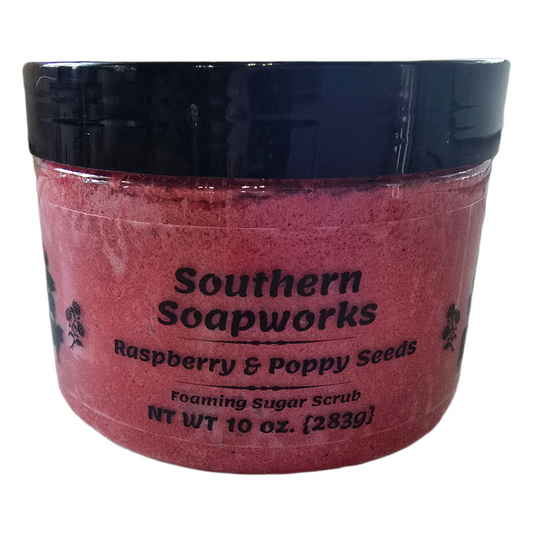 Southern
Soapworks
Raspberry & Poppy Seeds
Foaming Sugar Scrub
NT WT 10 oz. {283g}